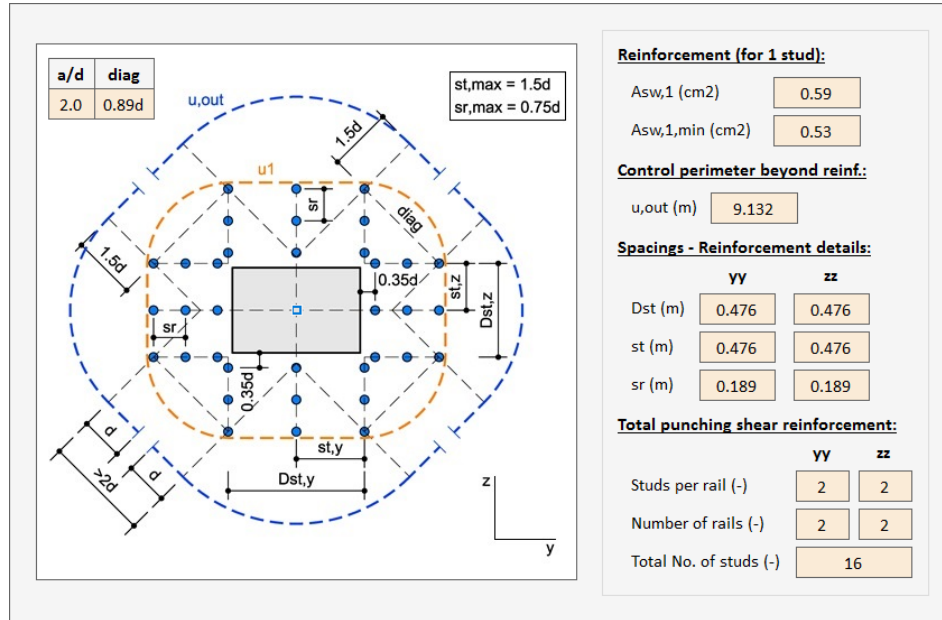 a/d diag
2.0 0.89d
st,max = 1.5d
sr,max = 0.75d
u,out
1.5d
u1
sr
diag
1.5d
0.35d
st,z
Dst,z
sr
0.35d
st,y
Dst,y
d
>2d
d
z
y
Reinforcement (for 1 stud):
Asw,1 (cm2) 0.59
Asw,1,min (cm2) 0.53
Control perimeter beyond reinf.:
u,out (m) 9.132
Spacings - Reinforcement details:
yy zz
Dst (m) 0.476 0.476
st (m) 0.476 0.476
sr (m) 0.189 0.189
Total punching shear reinforcement:
yy zz
Studs per rail (-) 2 2
Number of rails (-) 2 2
Total No. of studs (-) 16